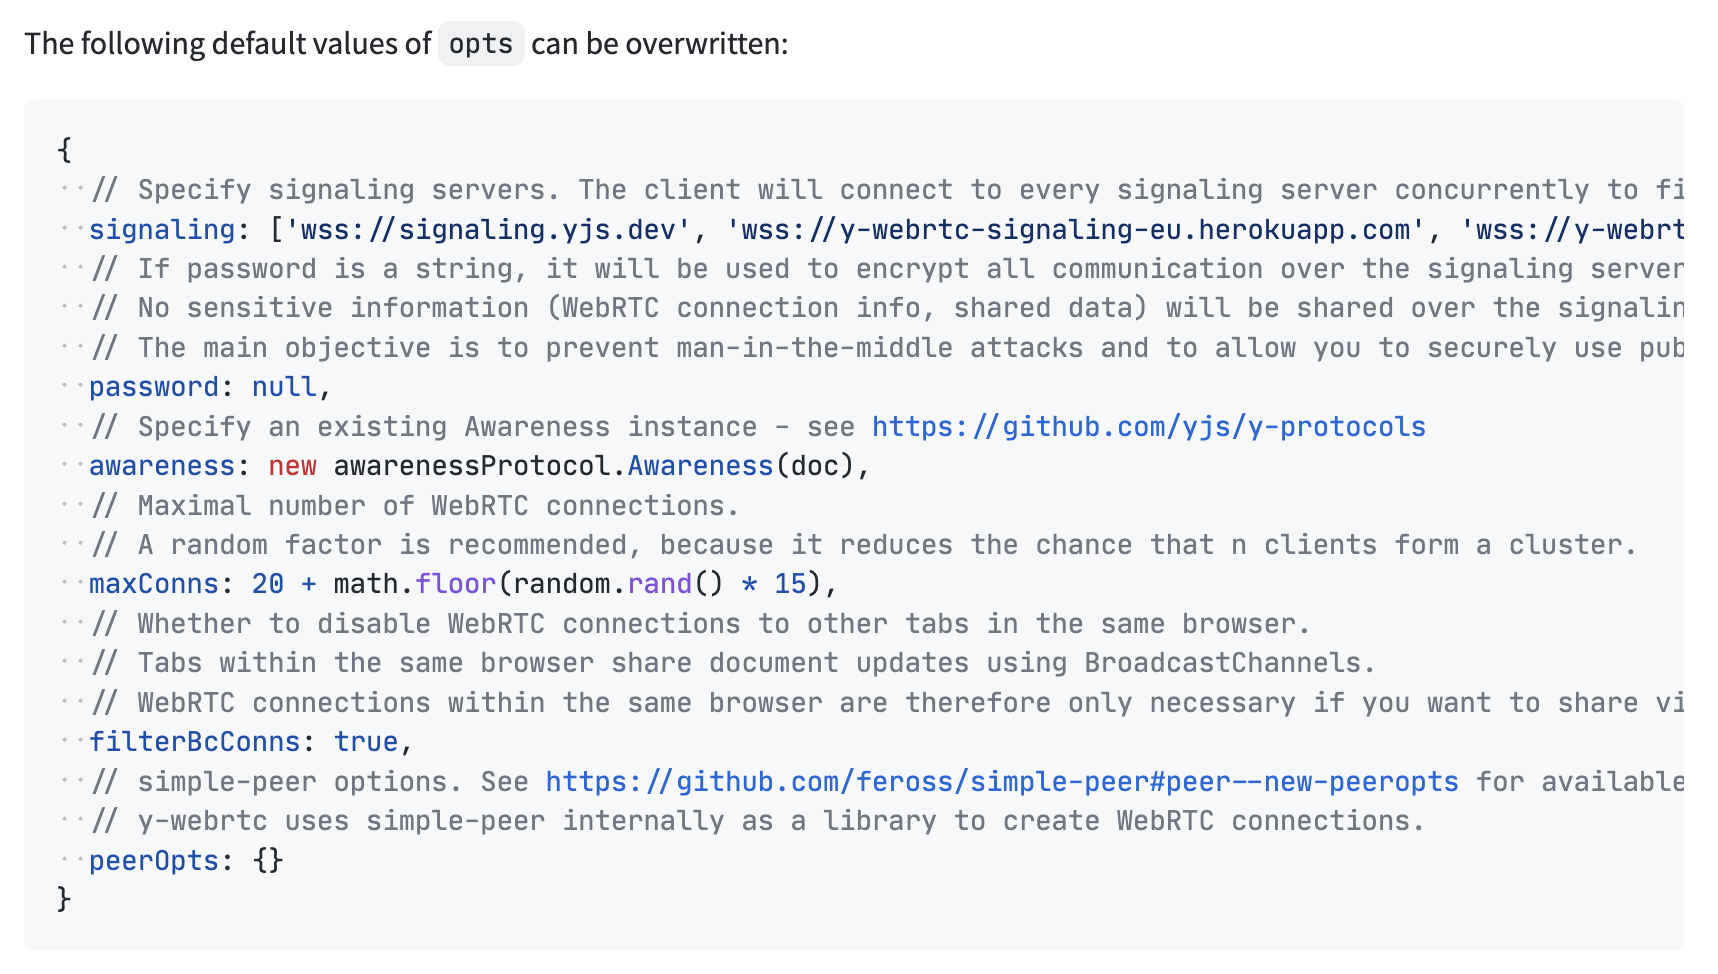 The following default values of opts can be overwritten:
{
  // Specify signaling servers. The client will connect to every signaling server concurrently to fi
  signaling: ['wss://signaling.yjs.dev', 'wss://y-webrtc-signaling-eu.herokuapp.com', 'wss://y-webrt
  // If password is a string, it will be used to encrypt all communication over the signaling server
  // No sensitive information (WebRTC connection info, shared data) will be shared over the signalin
  // The main objective is to prevent man-in-the-middle attacks and to allow you to securely use pub
  password: null,
  // Specify an existing Awareness instance - see https://github.com/yjs/y-protocols
  awareness: new awarenessProtocol.Awareness(doc),
  // Maximal number of WebRTC connections.
  // A random factor is recommended, because it reduces the chance that n clients form a cluster.
  maxConns: 20 + math.floor(random.rand() * 15),
  // Whether to disable WebRTC connections to other tabs in the same browser.
  // Tabs within the same browser share document updates using BroadcastChannels.
  // WebRTC connections within the same browser are therefore only necessary if you want to share vi
  filterBcConns: true,
  // simple-peer options. See https://github.com/feross/simple-peer#peer--new-peeropts for available
  // y-webrtc uses simple-peer internally as a library to create WebRTC connections.
  peerOpts: {}
}